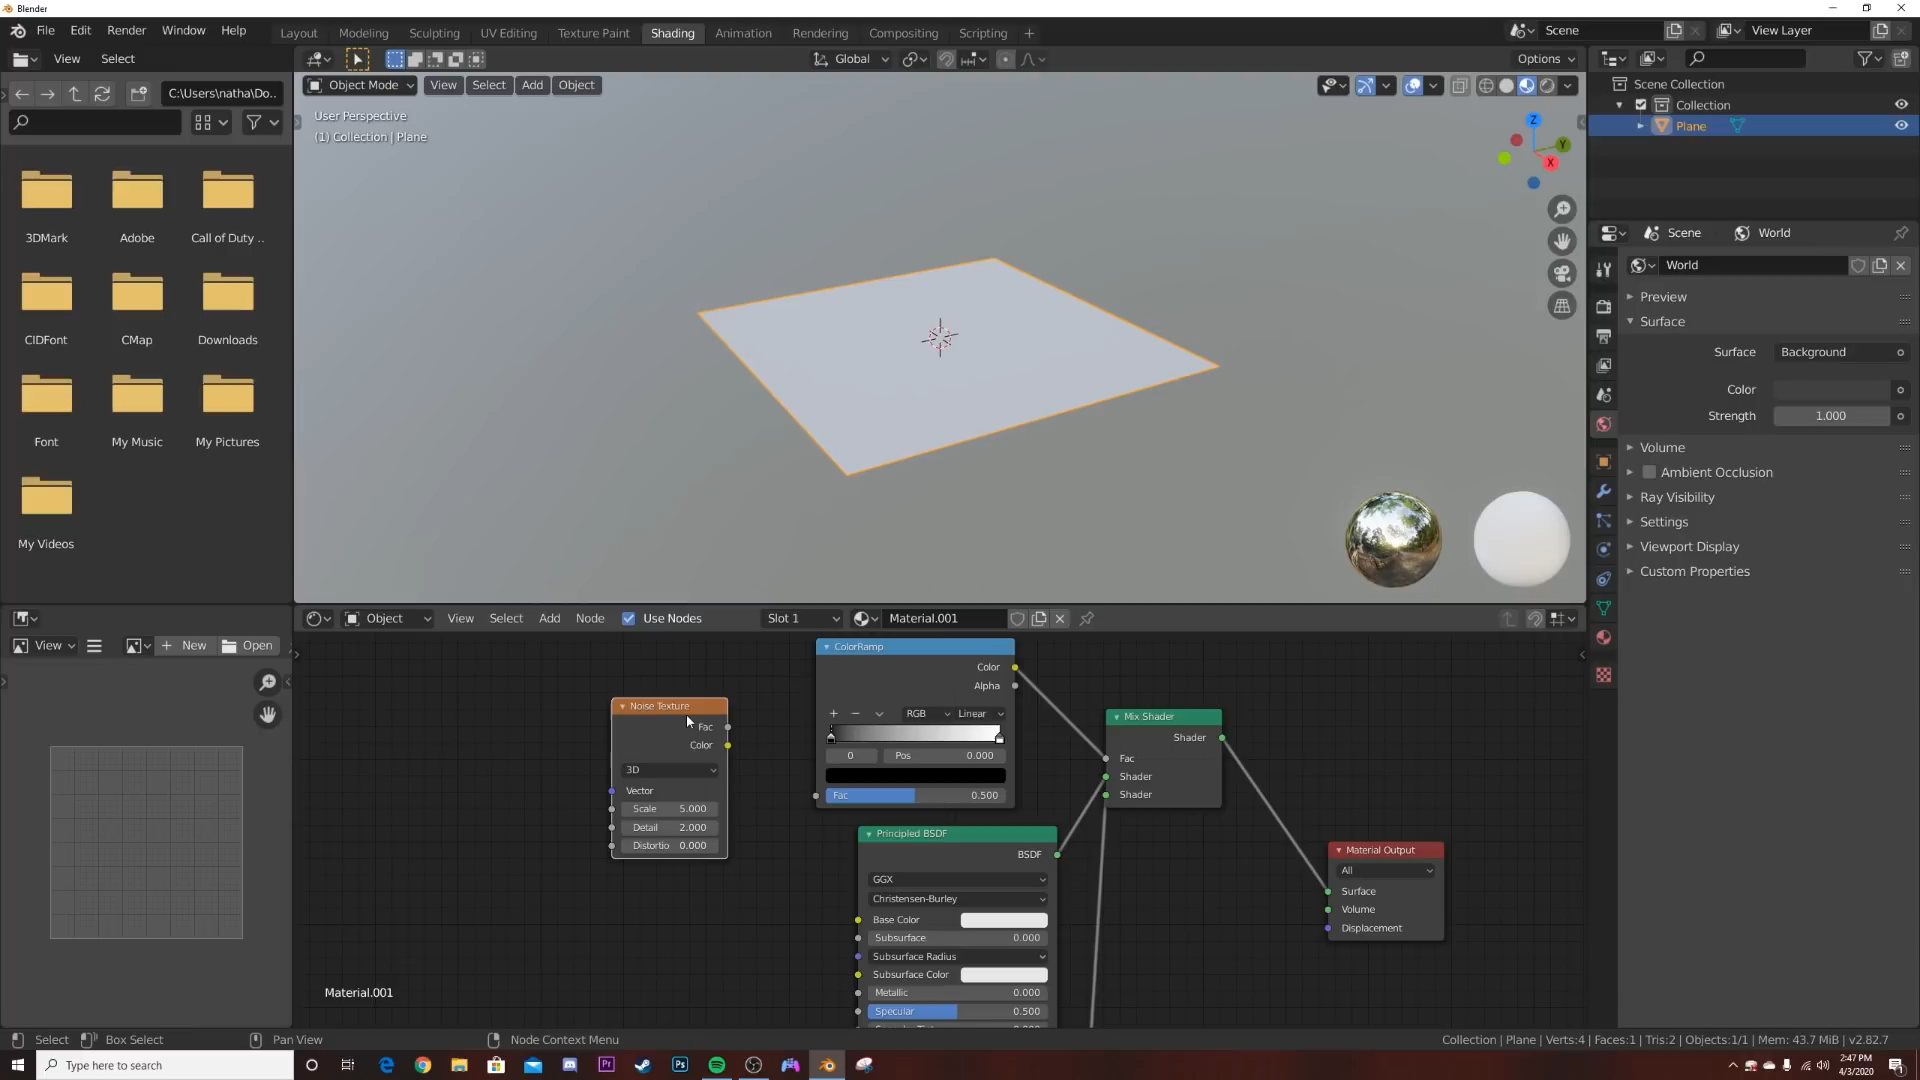 Blender
File Edit Render Window Help
Layout Modeling Sculpting UV Editing Texture Paint Shading Animation Rendering Compositing Scripting +
Scene
View Layer
View Select
Global
Options
C:\Users\natha\Do..
Object Mode View Select Add Object
User Perspective
(1) Collection | Plane
Z
Y
X
Scene Collection
Collection
Plane
3DMark Adobe Call of Duty ..
CIDFont CMap Downloads
Font My Music My Pictures
My Videos
Scene World
World
Preview
Surface
Surface Background
Color
Strength 1.000
Volume
Ambient Occlusion
Ray Visibility
Settings
Viewport Display
Custom Properties
Object View Select Add Node Use Nodes Slot 1 Material.001
View + New Open
ColorRamp
Color
Alpha
+ − RGB Linear
0 Pos 0.000
Fac 0.500
Noise Texture
Fac
Color
3D
Vector
Scale 5.000
Detail 2.000
Distortio 0.000
Mix Shader
Shader
Fac
Shader
Shader
Principled BSDF
BSDF
GGX
Christensen-Burley
Base Color
Subsurface 0.000
Subsurface Radius
Subsurface Color
Metallic 0.000
Specular 0.500
Material Output
All
Surface
Volume
Displacement
Material.001
Select Box Select Pan View Node Context Menu
Collection | Plane | Verts:4 | Faces:1 | Tris:2 | Objects:1/1 | Mem: 43.7 MiB | v2.82.7
Type here to search
Pr
Ps
2:47 PM
4/3/2020